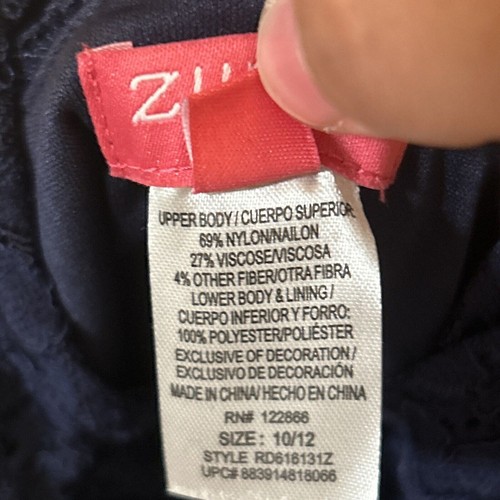 UPPER BODY / CUERPO SUPERIOR:
69% NYLON/NAILON
27% VISCOSE/VISCOSA
4% OTHER FIBER/OTRA FIBRA
LOWER BODY & LINING /
CUERPO INFERIOR Y FORRO:
100% POLYESTER/POLIÉSTER
EXCLUSIVE OF DECORATION /
EXCLUSIVO DE DECORACIÓN
MADE IN CHINA/ HECHO EN CHINA
RN# 122866
SIZE: 10/12
STYLE RD616131Z
UPC# 883914818066